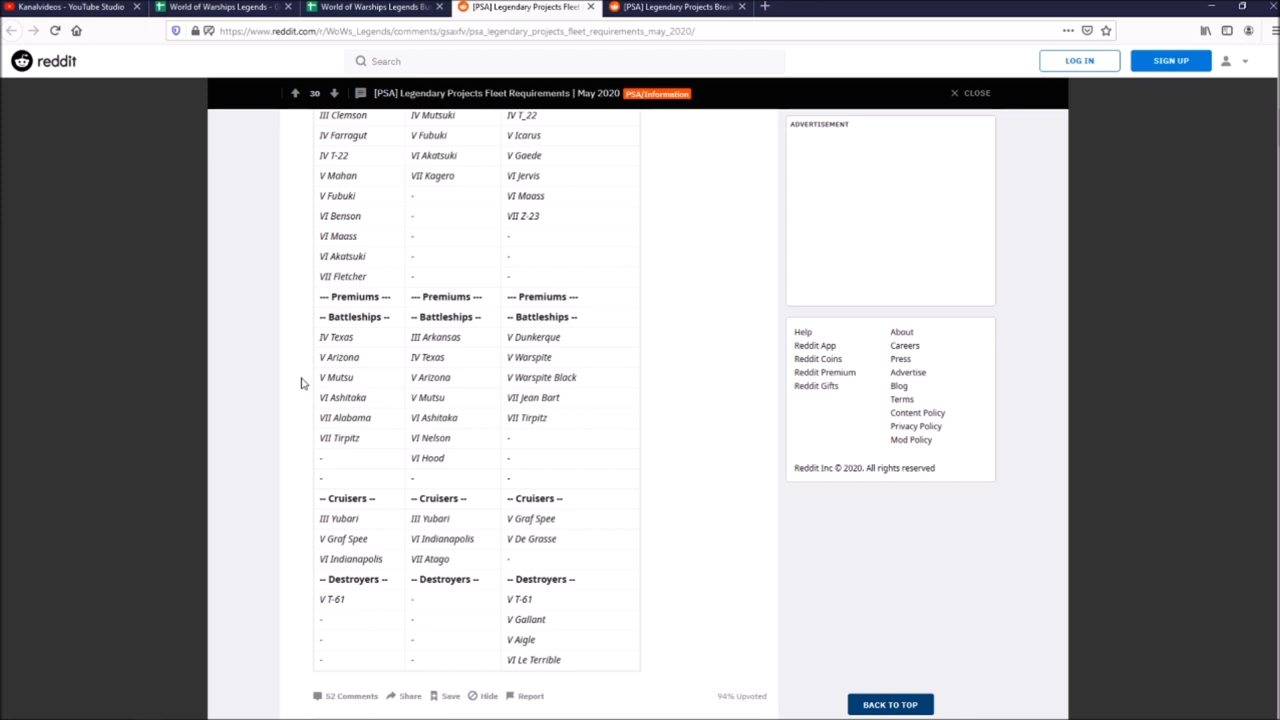 Kanalvideos - YouTube Studio
World of Warships Legends - G
World of Warships Legends Bu
[PSA] Legendary Projects Fleet
[PSA] Legendary Projects Break
https://www.reddit.com/r/WoWs_Legends/comments/gsaxfv/psa_legendary_projects_fleet_requirements_may_2020/
reddit
Search
LOG IN
SIGN UP
30 [PSA] Legendary Projects Fleet Requirements | May 2020 PSA/Information
CLOSE
III Clemson IV Mutsuki IV T_22
IV Farragut V Fubuki V Icarus
IV T-22 VI Akatsuki V Gaede
V Mahan VII Kagero VI Jervis
V Fubuki - VI Maass
VI Benson - VII Z-23
VI Maass - -
VI Akatsuki - -
VII Fletcher - -
--- Premiums --- --- Premiums --- --- Premiums ---
-- Battleships -- -- Battleships -- -- Battleships --
IV Texas III Arkansas V Dunkerque
V Arizona IV Texas V Warspite
V Mutsu V Arizona V Warspite Black
VI Ashitaka V Mutsu VII Jean Bart
VII Alabama VI Ashitaka VII Tirpitz
VII Tirpitz VI Nelson -
- VI Hood -
- - -
-- Cruisers -- -- Cruisers -- -- Cruisers --
III Yubari III Yubari V Graf Spee
V Graf Spee VI Indianapolis V De Grasse
VI Indianapolis VII Atago -
-- Destroyers -- -- Destroyers -- -- Destroyers --
V T-61 - V T-61
- - V Gallant
- - V Aigle
- - VI Le Terrible
52 Comments Share Save Hide Report 94% Upvoted
ADVERTISEMENT
Help About
Reddit App Careers
Reddit Coins Press
Reddit Premium Advertise
Reddit Gifts Blog
Terms
Content Policy
Privacy Policy
Mod Policy
Reddit Inc © 2020. All rights reserved
BACK TO TOP